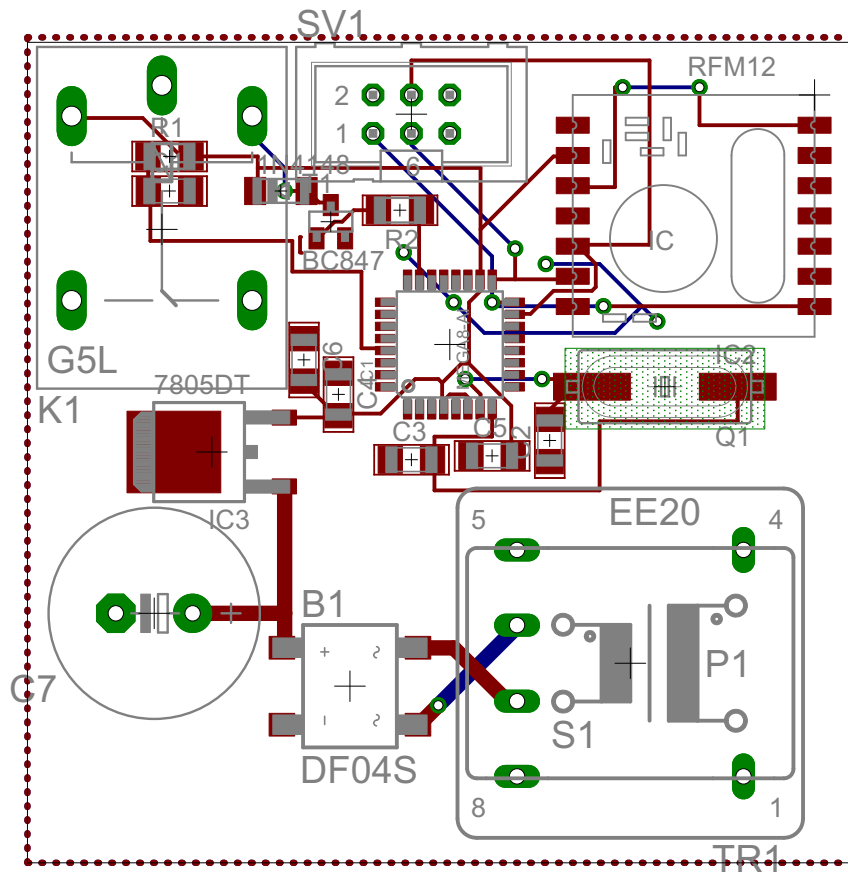 SV1
RFM12
2
1
R1
1N4148
6
T1
IC
R2
BC847
G5L
K1
7805DT
C6
C4
C1
IC2
Q1
C3
C5
C2
IC3
EE20
5
4
B1
P1
C7
S1
DF04S
8
1
TR1